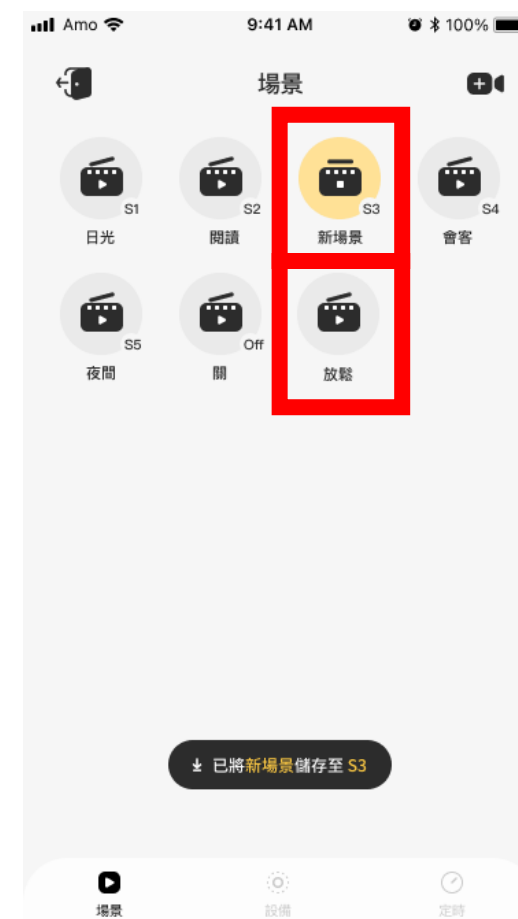 Amo 9:41 AM 100%
場景
S1 S2 S3 S4
日光 閱讀 新場景 會客
S5 Off
夜間 關 放鬆
已將新場景儲存至 S3
場景 設備 定時